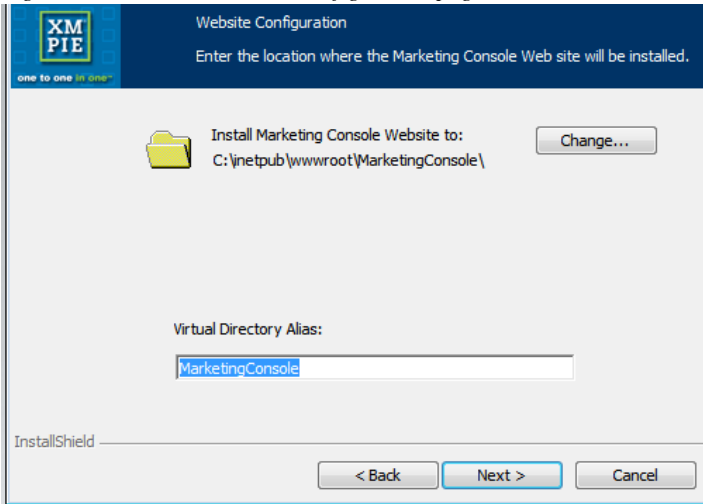 XM
PIE
one to one in one™
Website Configuration
Enter the location where the Marketing Console Web site will be installed.
Install Marketing Console Website to:
C:\inetpub\wwwroot\MarketingConsole\
Change...
Virtual Directory Alias:
MarketingConsole
InstallShield
< Back
Next >
Cancel